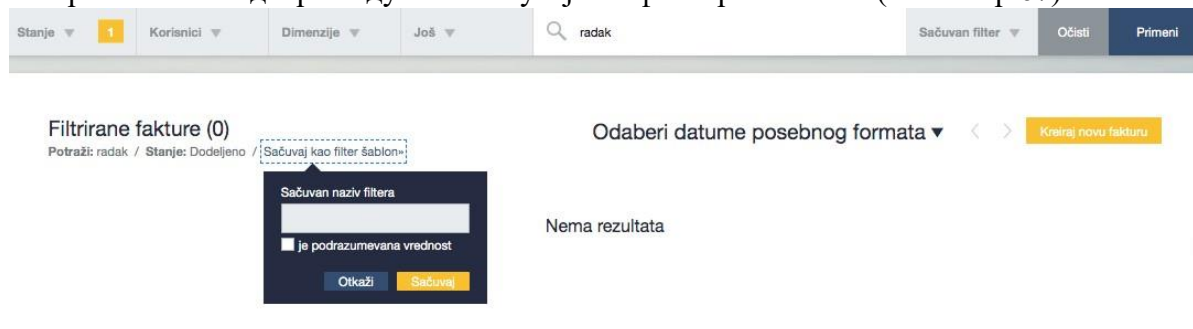 Stanje ▼ 1 Korisnici ▼ Dimenzije ▼ Još ▼ radak Sačuvan filter ▼ Očisti Primeni
Filtrirane fakture (0)
Potraži: radak / Stanje: Dodeljeno / Sačuvaj kao filter šablon»
Odaberi datume posebnog formata ▼ < > Kreiraj novu fakturu
Sačuvan naziv filtera
je podrazumevana vrednost
Otkaži Sačuvaj
Nema rezultata